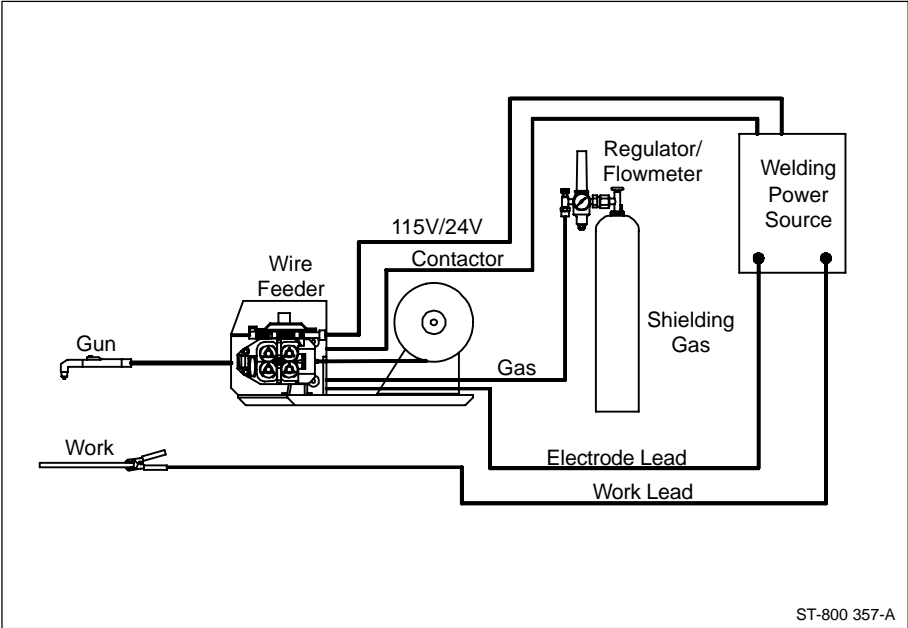 Regulator/
Flowmeter
Welding
Power
Source
115V/24V
Contactor
Wire
Feeder
Shielding
Gas
Gun
Gas
Work
Electrode Lead
Work Lead
ST-800 357-A